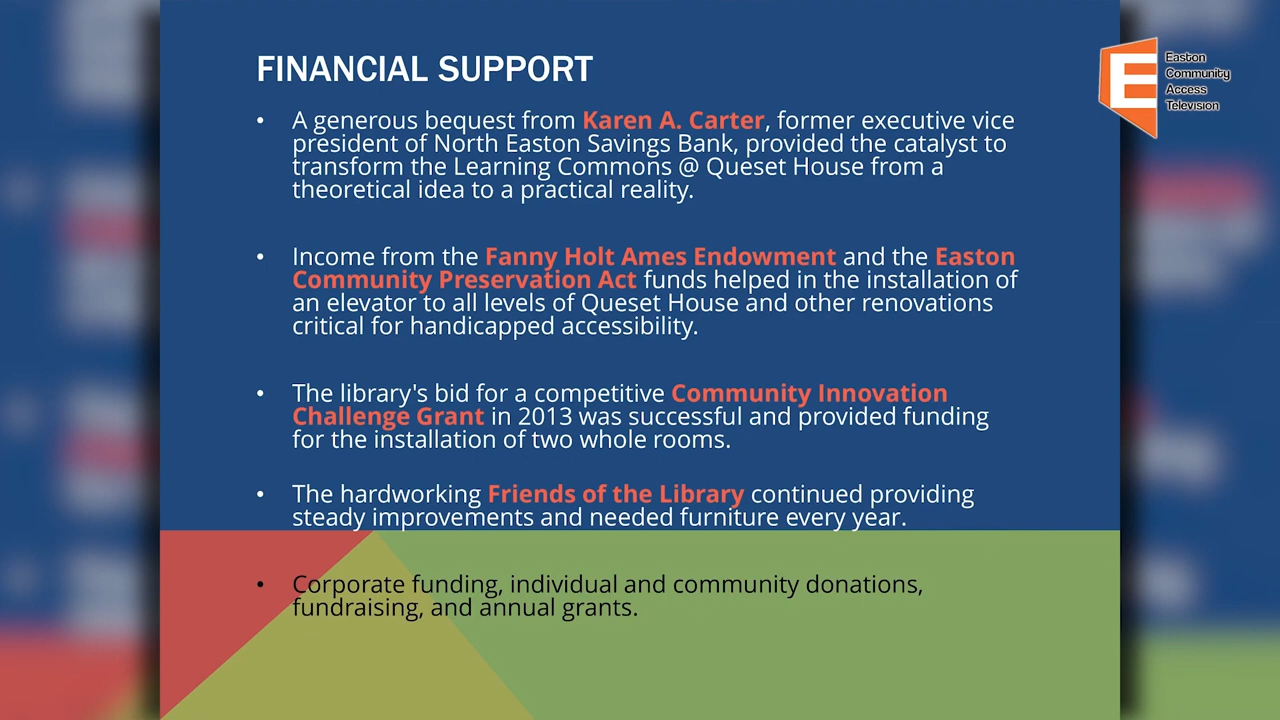 FINANCIAL SUPPORT
• A generous bequest from Karen A. Carter, former executive vice
president of North Easton Savings Bank, provided the catalyst to
transform the Learning Commons @ Queset House from a
theoretical idea to a practical reality.
• Income from the Fanny Holt Ames Endowment and the Easton
Community Preservation Act funds helped in the installation of
an elevator to all levels of Queset House and other renovations
critical for handicapped accessibility.
• The library's bid for a competitive Community Innovation
Challenge Grant in 2013 was successful and provided funding
for the installation of two whole rooms.
• The hardworking Friends of the Library continued providing
steady improvements and needed furniture every year.
• Corporate funding, individual and community donations,
fundraising, and annual grants.
E
Easton
Community
Access
Television